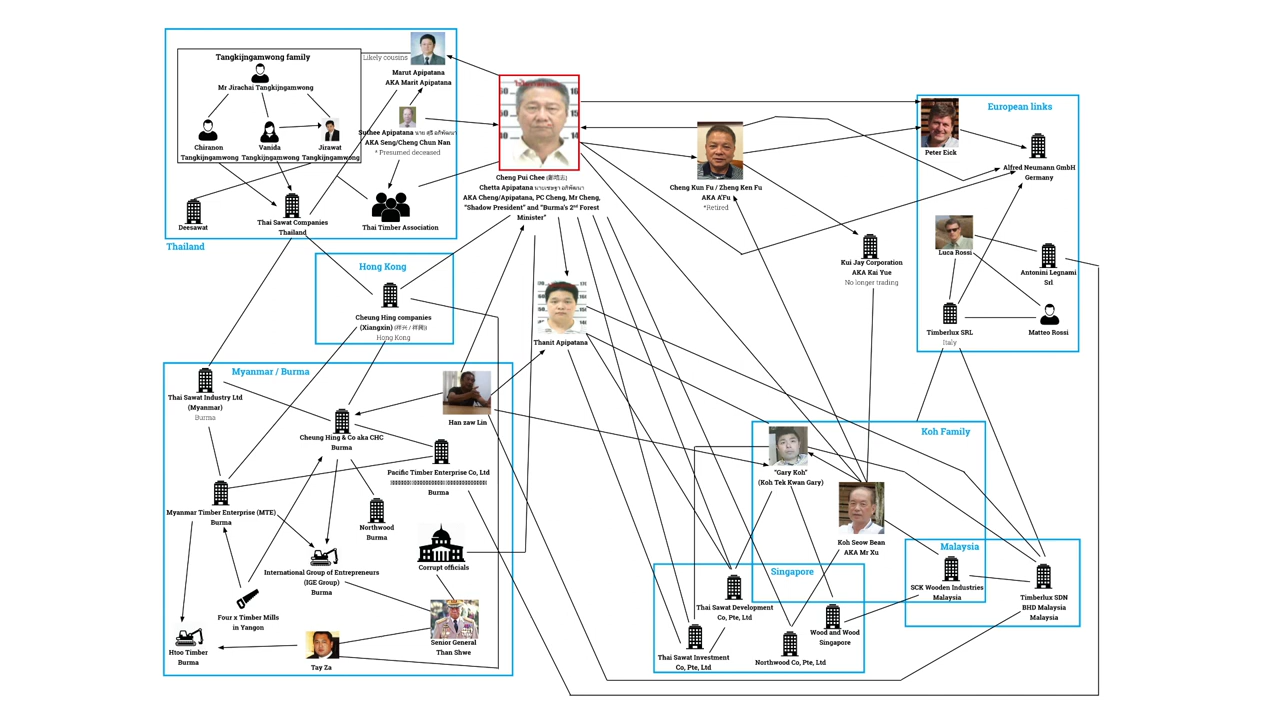 Tangkijngamwong family
Mr Jirachai Tangkijngamwong
Chiranon
Tangkijngamwong
Vanida
Tangkijngamwong
Jirawat
Tangkijngamwong
Likely cousins
Marut Apipatana
AKA Marit Apipatana
Suthee Apipatana นาย สุธี อภิพัฒนา
AKA Seng/Cheng Chun Nan
* Presumed deceased
Deesawat
Thai Sawat Companies
Thailand
Thai Timber Association
Thailand
Cheng Pui Chee
Chetta Apipatana นายเชษฐา อภิพัฒนา
AKA Cheng/Apipatana, PC Cheng, Mr Cheng,
“Shadow President” and “Burma's 2nd Forest
Minister”
Cheng Kun Fu / Zheng Ken Fu
AKA A'Fu
*Retired
European links
Peter Eick
Alfred Neumann GmbH
Germany
Luca Rossi
Antonini Legnami
Srl
Timberlux SRL
Italy
Matteo Rossi
Kui Jay Corporation
AKA Kai Yue
No longer trading
Hong Kong
Cheung Hing companies
(Xiangxin) (祥兴 / 祥興)
Hong Kong
Thanit Apipatana
Myanmar / Burma
Thai Sawat Industry Ltd
(Myanmar)
Burma
Cheung Hing & Co aka CHC
Burma
Han zaw Lin
Pacific Timber Enterprise Co, Ltd
Burma
Myanmar Timber Enterprise (MTE)
Burma
Northwood
Burma
Corrupt officials
International Group of Entrepreneurs
(IGE Group)
Burma
Four x Timber Mills
in Yangon
Htoo Timber
Burma
Tay Za
Senior General
Than Shwe
Koh Family
“Gary Koh”
(Koh Tek Kwan Gary)
Koh Seow Bean
AKA Mr Xu
Malaysia
SCK Wooden Industries
Malaysia
Timberlux SDN
BHD Malaysia
Malaysia
Singapore
Thai Sawat Development
Co, Pte, Ltd
Thai Sawat Investment
Co, Pte, Ltd
Wood and Wood
Singapore
Northwood Co, Pte, Ltd